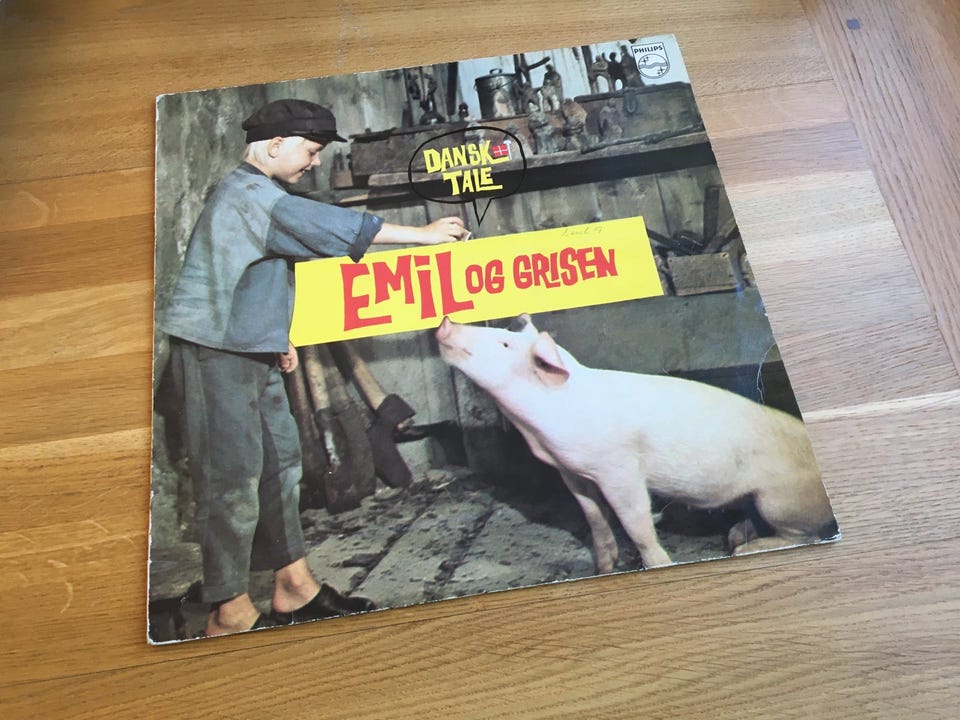 PHILIPS
DANSK
TALE
EMIL OG GRISEN